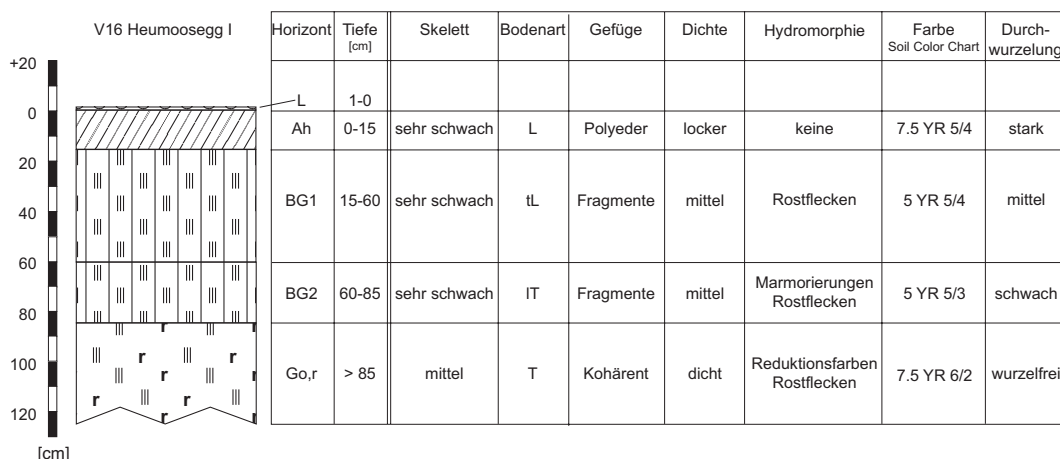 V16 Heumoosegg I
Horizont Tiefe [cm] Skelett Bodenart Gefüge Dichte Hydromorphie Farbe Soil Color Chart Durch-wurzelung
L 1-0
Ah 0-15 sehr schwach L Polyeder locker keine 7.5 YR 5/4 stark
BG1 15-60 sehr schwach tL Fragmente mittel Rostflecken 5 YR 5/4 mittel
BG2 60-85 sehr schwach lT Fragmente mittel Marmorierungen Rostflecken 5 YR 5/3 schwach
Go,r > 85 mittel T Kohärent dicht Reduktionsfarben Rostflecken 7.5 YR 6/2 wurzelfrei
+20
0
20
40
60
80
100
120
[cm]
r r
r r
r r
r r
r r